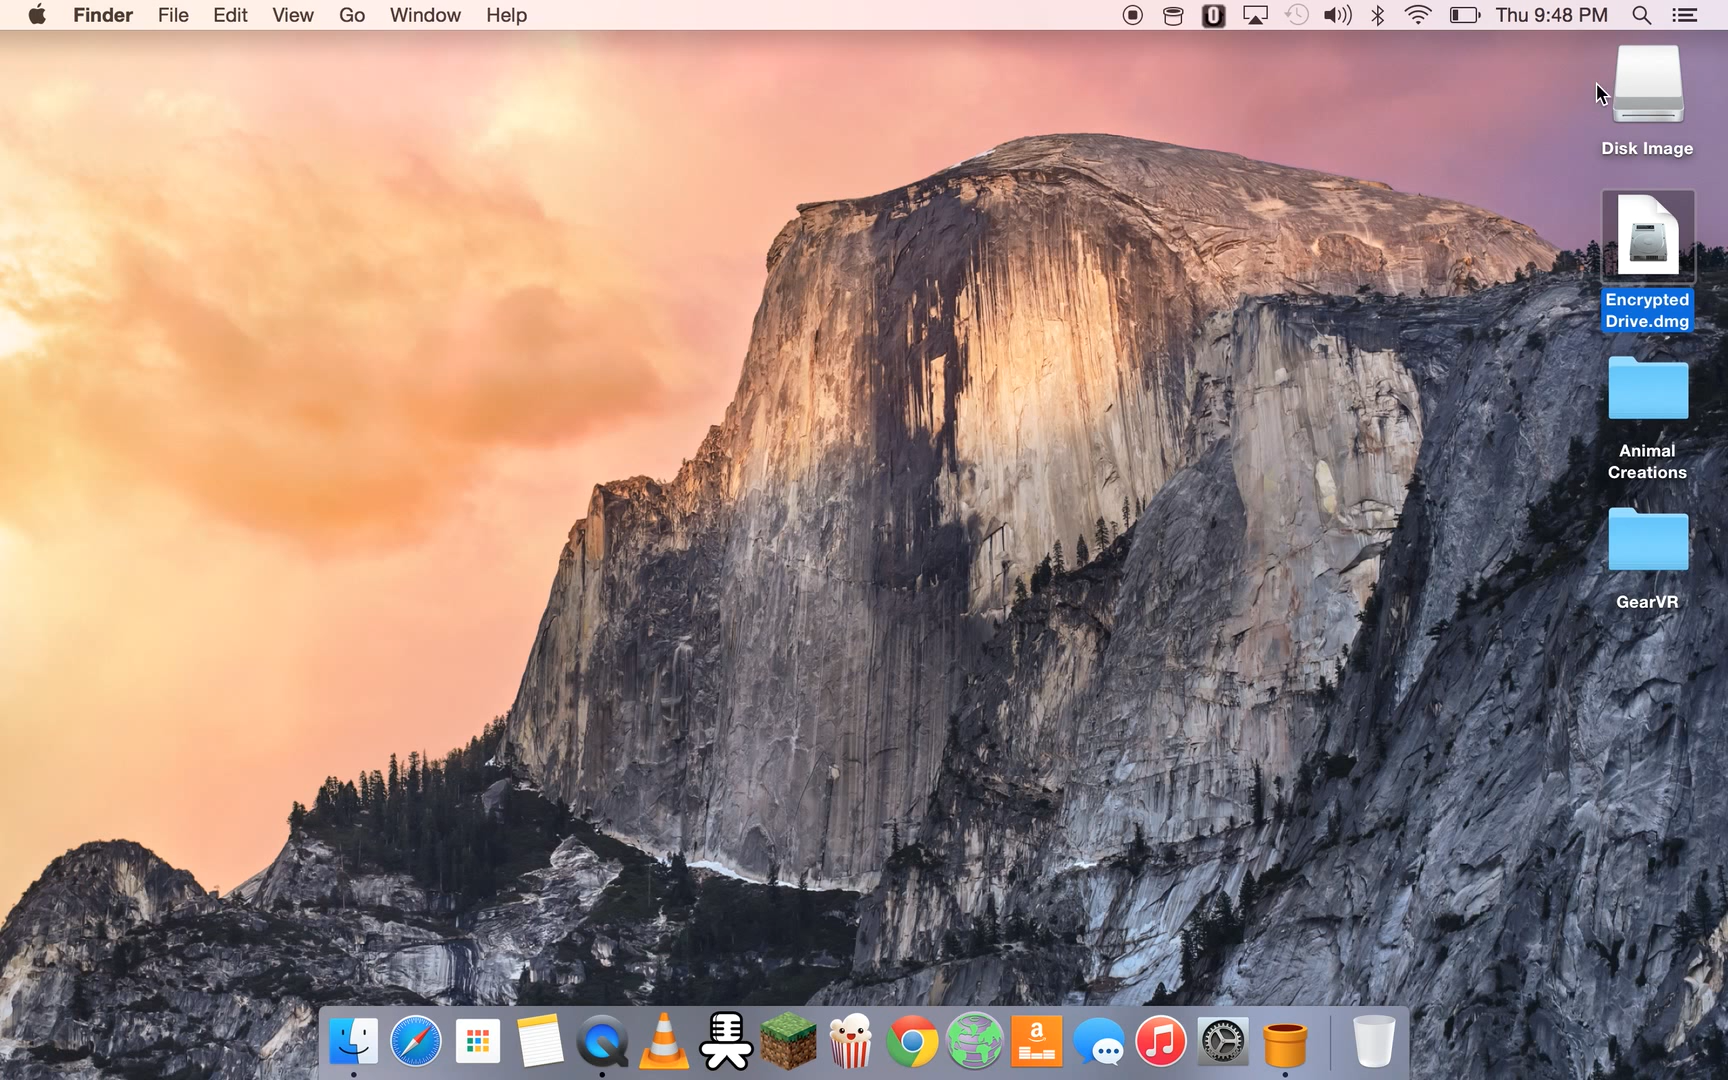 Finder File Edit View Go Window Help Thu 9:48 PM
Disk Image
Encrypted
Drive.dmg
Animal
Creations
GearVR